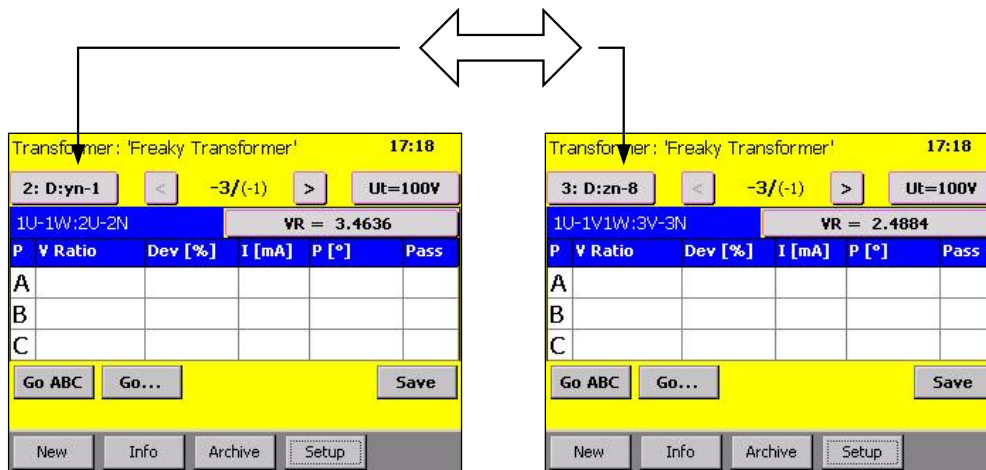 Transformer: 'Freaky Transformer' 17:18
2: D:yn-1 < -3/(-1) > Ut=100V
1U-1W:2U-2N VR = 3.4636
P V Ratio Dev [%] I [mA] P [°] Pass
A
B
C
Go ABC Go... Save
New Info Archive Setup
Transformer: 'Freaky Transformer' 17:18
3: D:zn-8 < -3/(-1) > Ut=100V
1U-1V1W:3V-3N VR = 2.4884
P V Ratio Dev [%] I [mA] P [°] Pass
A
B
C
Go ABC Go... Save
New Info Archive Setup